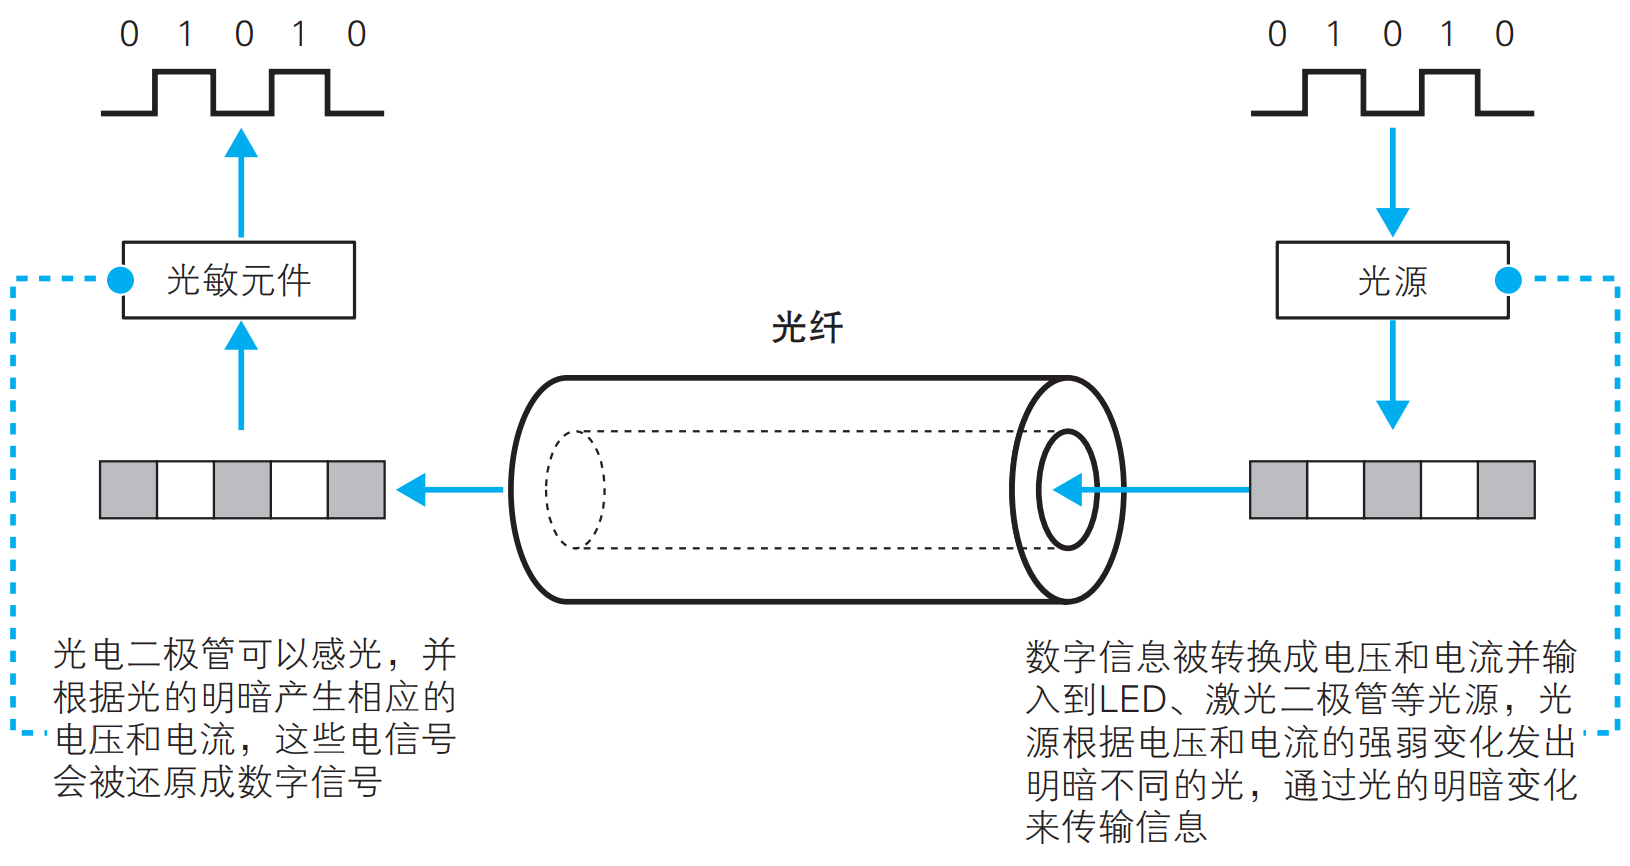 0 1 0 1 0
0 1 0 1 0
光敏元件
光源
光纤
光电二极管可以感光，并
根据光的明暗产生相应的
电压和电流，这些电信号
会被还原成数字信号
数字信息被转换成电压和电流并输
入到LED、激光二极管等光源，光
源根据电压和电流的强弱变化发出
明暗不同的光，通过光的明暗变化
来传输信息